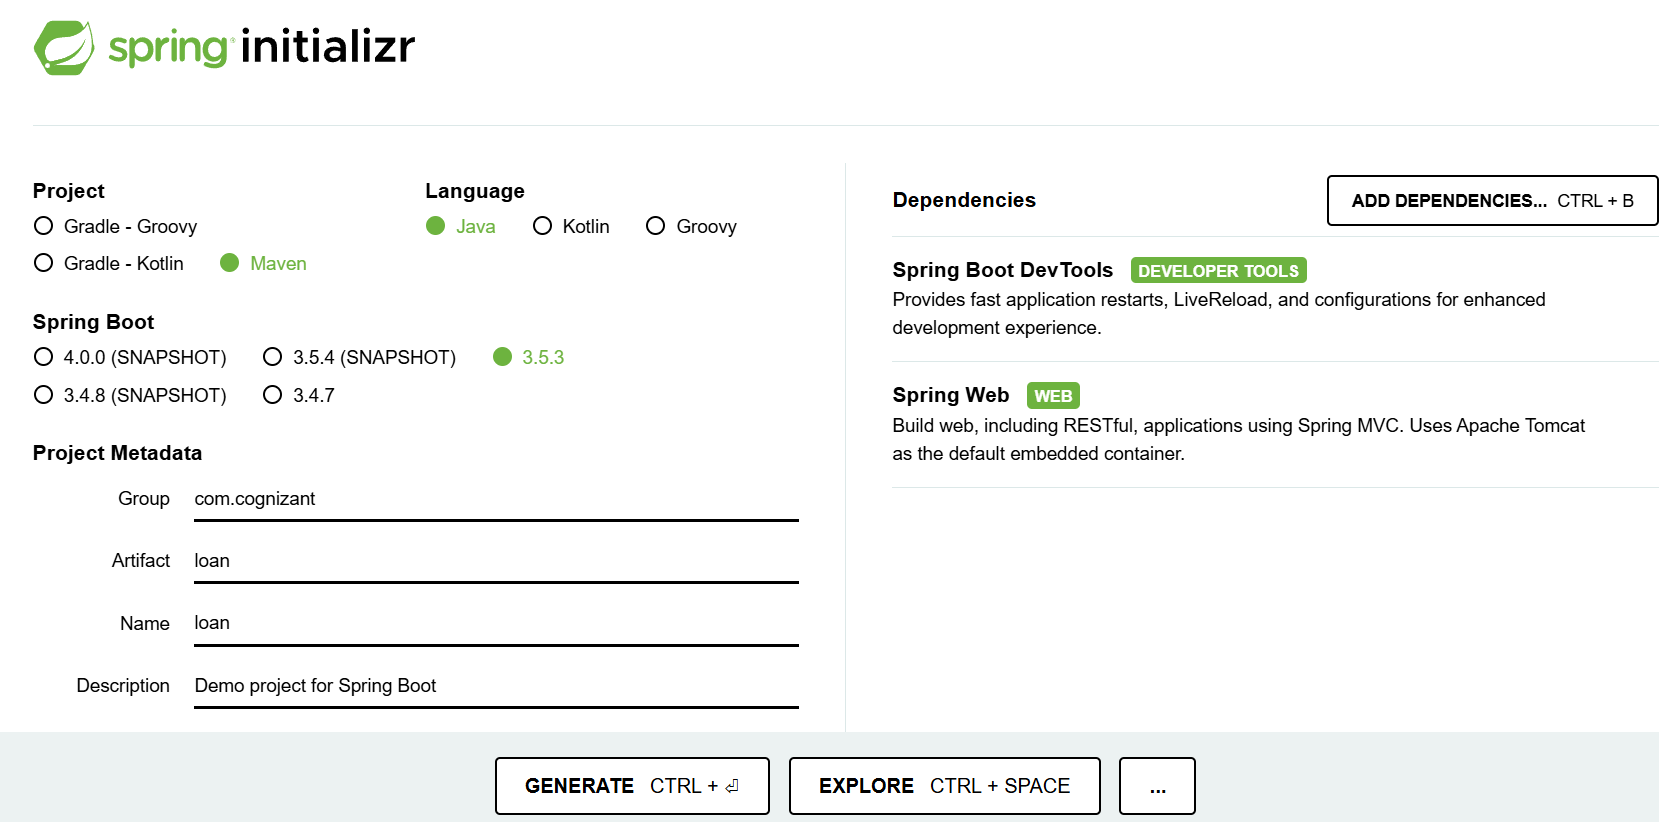 spring initializr
Project
Gradle - Groovy
Gradle - Kotlin Maven
Language
Java Kotlin Groovy
Spring Boot
4.0.0 (SNAPSHOT) 3.5.4 (SNAPSHOT) 3.5.3
3.4.8 (SNAPSHOT) 3.4.7
Project Metadata
Group com.cognizant
Artifact loan
Name loan
Description Demo project for Spring Boot
Dependencies ADD DEPENDENCIES... CTRL + B
Spring Boot DevTools DEVELOPER TOOLS
Provides fast application restarts, LiveReload, and configurations for enhanced
development experience.
Spring Web WEB
Build web, including RESTful, applications using Spring MVC. Uses Apache Tomcat
as the default embedded container.
GENERATE CTRL + ⏎ EXPLORE CTRL + SPACE ...